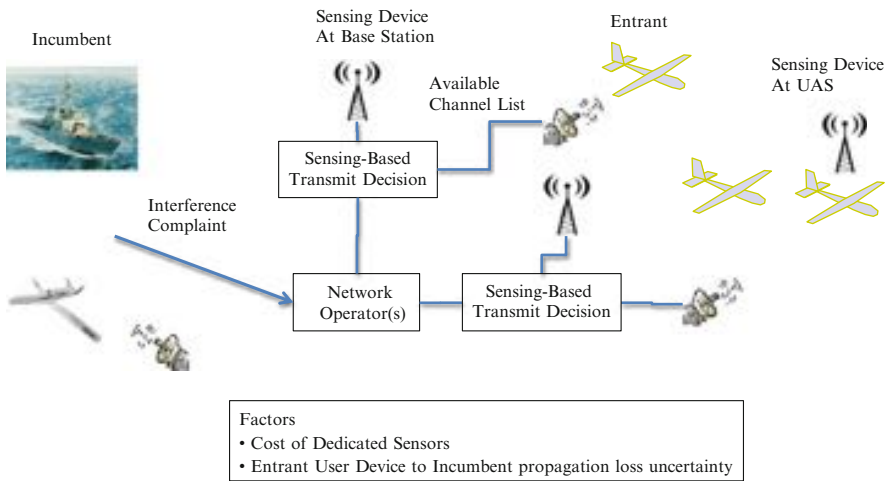 Incumbent
Sensing Device
At Base Station
Entrant
Sensing Device
At UAS
Available
Channel List
Sensing-Based
Transmit Decision
Interference
Complaint
Network
Operator(s)
Sensing-Based
Transmit Decision
Factors
• Cost of Dedicated Sensors
• Entrant User Device to Incumbent propagation loss uncertainty